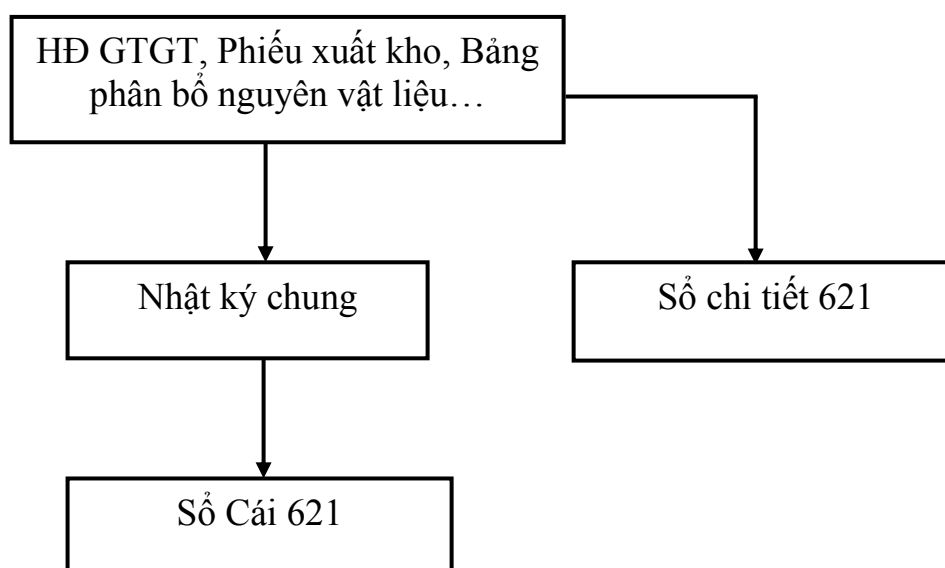 HĐ GTGT, Phiếu xuất kho, Bảng
phân bổ nguyên vật liệu…
Nhật ký chung
Sổ chi tiết 621
Sổ Cái 621